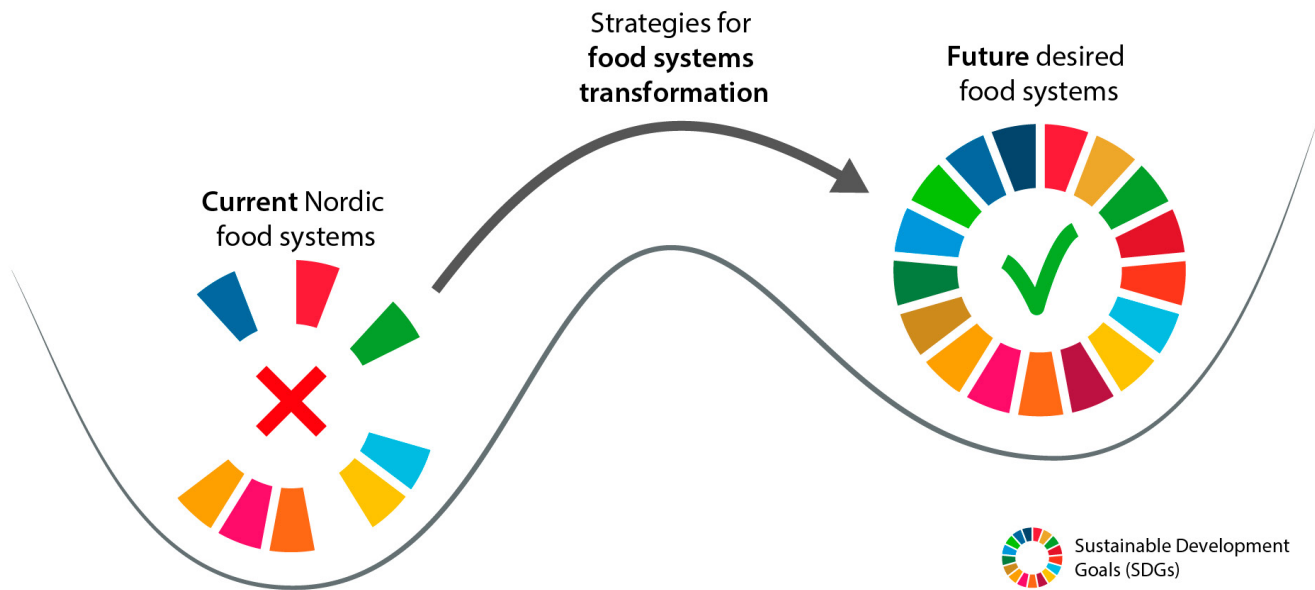 Strategies for
food systems
transformation
Future desired
food systems
Current Nordic
food systems
Sustainable Development
Goals (SDGs)